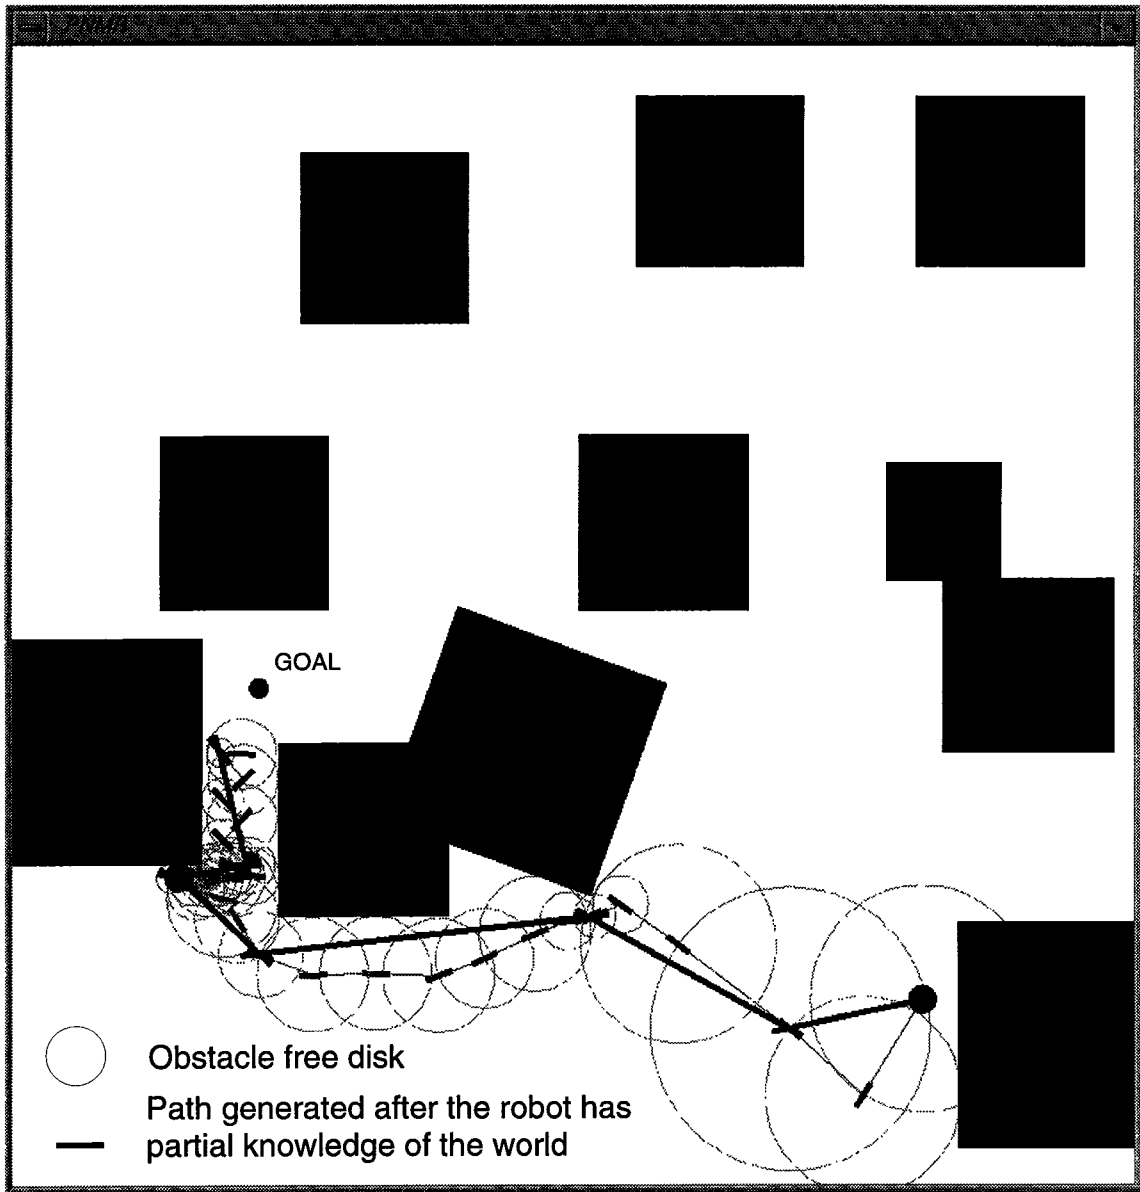 GOAL
Obstacle free disk
Path generated after the robot has
partial knowledge of the world